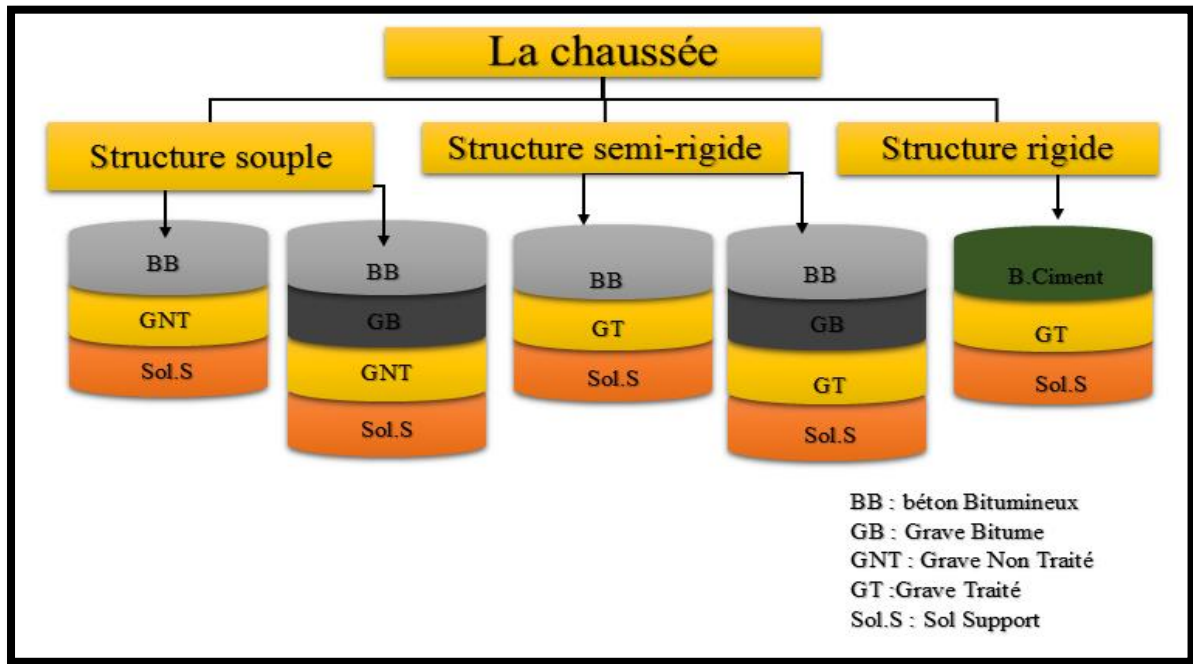 La chaussée
Structure souple
Structure semi-rigide
Structure rigide
BB
GNT
Sol.S
BB
GB
GNT
Sol.S
BB
GT
Sol.S
BB
GB
GT
Sol.S
B.Ciment
GT
Sol.S
BB : béton Bitumineux
GB : Grave Bitume
GNT : Grave Non Traité
GT :Grave Traité
Sol.S : Sol Support